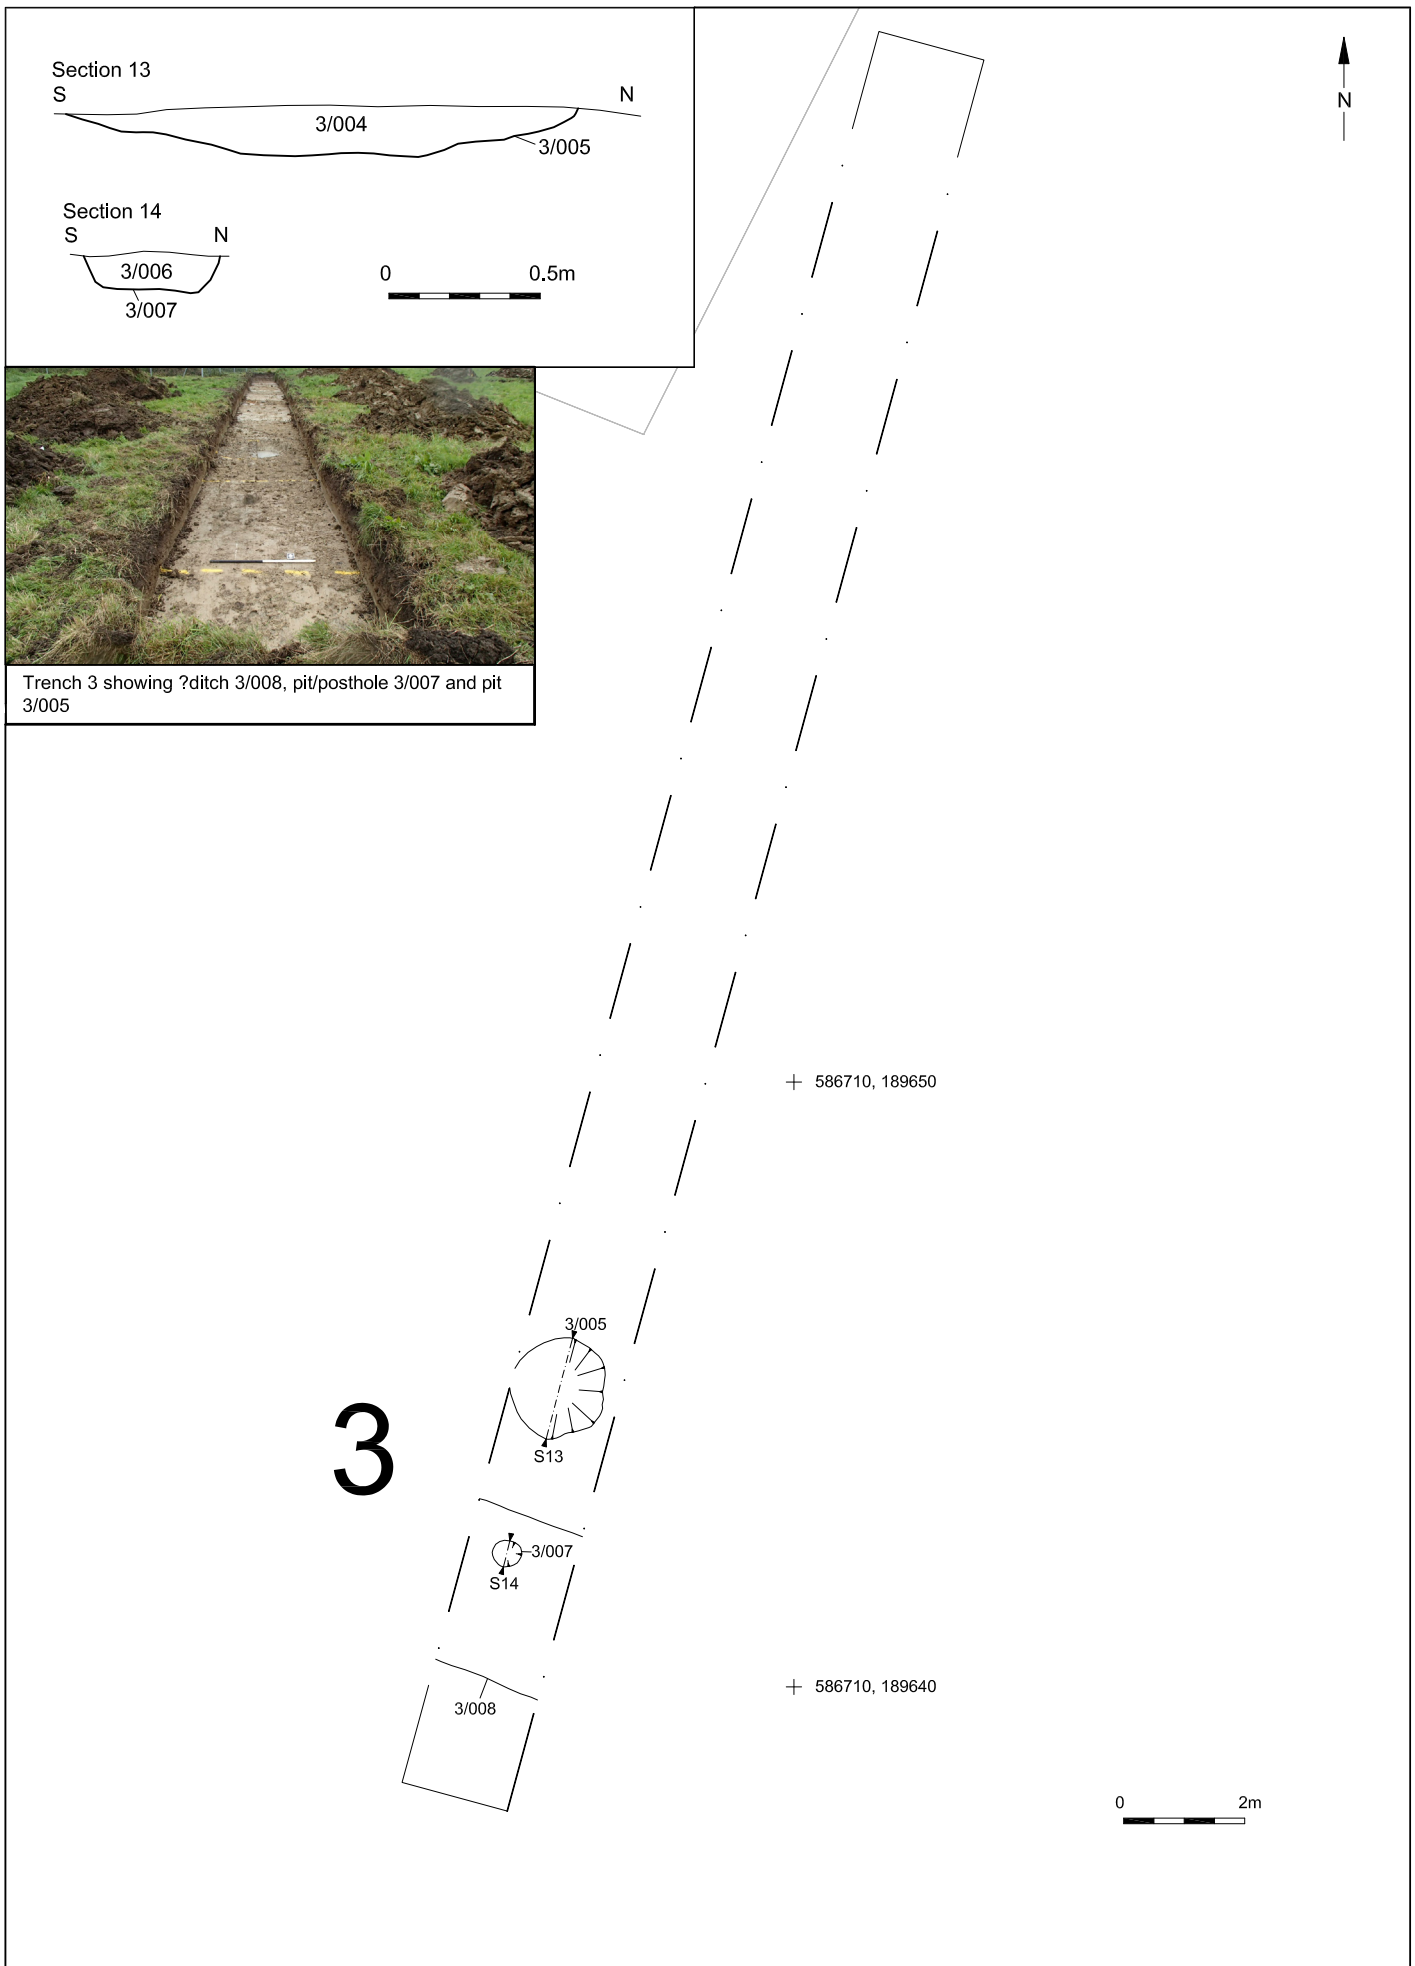 Section 13
S N
3/004
3/005
Section 14
S N
3/006
3/007
0 0.5m
N
Trench 3 showing ?ditch 3/008, pit/posthole 3/007 and pit
3/005
586710, 189650
3/005
S13
3
3/007
S14
3/008
586710, 189640
0 2m